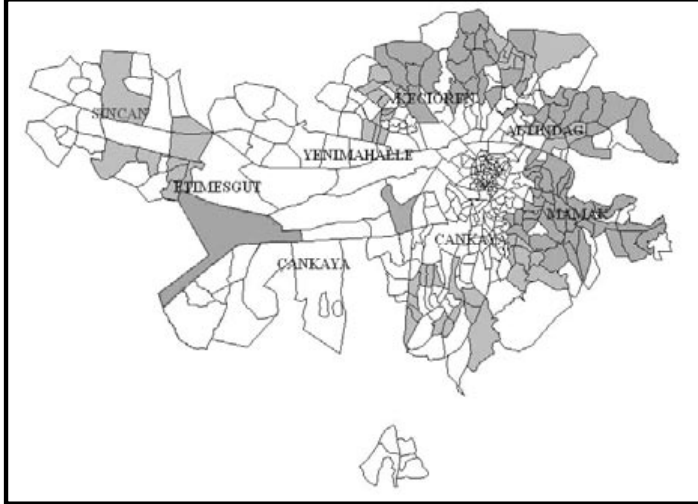 KECIOREN
SINCAN
ALTINDAG
YENIMAHALLE
ETIMESGUT
MAMAK
CANKAYA
CANKAYA